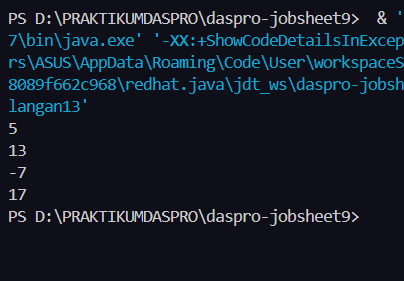 PS D:\PRAKTIKUMDASPRO\daspro-jobsheet9>  & '
7\bin\java.exe' '-XX:+ShowCodeDetailsInExcep
rs\ASUS\AppData\Roaming\Code\User\workspaceS
8089f662c968\redhat.java\jdt_ws\daspro-jobsh
langan13'
5
13
-7
17
PS D:\PRAKTIKUMDASPRO\daspro-jobsheet9>